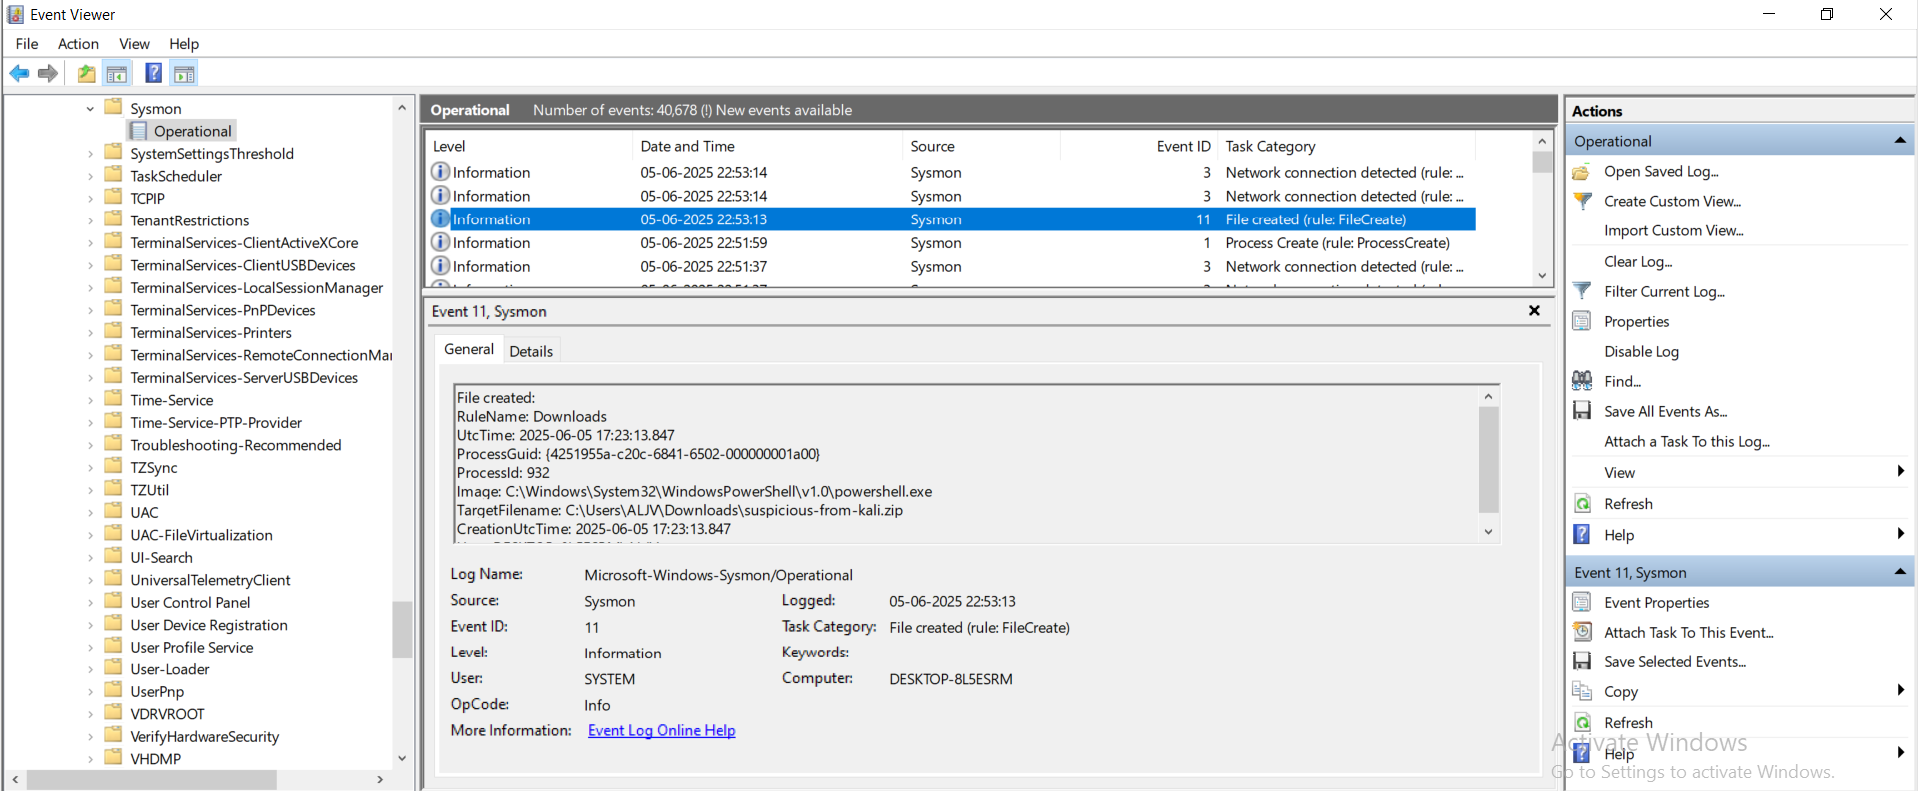 Event Viewer
File Action View Help
Sysmon
Operational
SystemSettingsThreshold
TaskScheduler
TCPIP
TenantRestrictions
TerminalServices-ClientActiveXCore
TerminalServices-ClientUSBDevices
TerminalServices-LocalSessionManager
TerminalServices-PnPDevices
TerminalServices-Printers
TerminalServices-RemoteConnectionMa
TerminalServices-ServerUSBDevices
Time-Service
Time-Service-PTP-Provider
Troubleshooting-Recommended
TZSync
TZUtil
UAC
UAC-FileVirtualization
UI-Search
UniversalTelemetryClient
User Control Panel
User Device Registration
User Profile Service
User-Loader
UserPnp
VDRVROOT
VerifyHardwareSecurity
VHDMP
Operational Number of events: 40,678 (!) New events available
Level Date and Time Source Event ID Task Category
Information 05-06-2025 22:53:14 Sysmon 3 Network connection detected (rule: ...
Information 05-06-2025 22:53:14 Sysmon 3 Network connection detected (rule: ...
Information 05-06-2025 22:53:13 Sysmon 11 File created (rule: FileCreate)
Information 05-06-2025 22:51:59 Sysmon 1 Process Create (rule: ProcessCreate)
Information 05-06-2025 22:51:37 Sysmon 3 Network connection detected (rule: ...
Event 11, Sysmon
General Details
File created:
RuleName: Downloads
UtcTime: 2025-06-05 17:23:13.847
ProcessGuid: {4251955a-c20c-6841-6502-000000001a00}
ProcessId: 932
Image: C:\Windows\System32\WindowsPowerShell\v1.0\powershell.exe
TargetFilename: C:\Users\ALJV\Downloads\suspicious-from-kali.zip
CreationUtcTime: 2025-06-05 17:23:13.847
Log Name: Microsoft-Windows-Sysmon/Operational
Source: Sysmon Logged: 05-06-2025 22:53:13
Event ID: 11 Task Category: File created (rule: FileCreate)
Level: Information Keywords:
User: SYSTEM Computer: DESKTOP-8L5ESRM
OpCode: Info
More Information: Event Log Online Help
Actions
Operational
Open Saved Log...
Create Custom View...
Import Custom View...
Clear Log...
Filter Current Log...
Properties
Disable Log
Find...
Save All Events As...
Attach a Task To this Log...
View
Refresh
Help
Event 11, Sysmon
Event Properties
Attach Task To This Event...
Save Selected Events...
Copy
Refresh
Help
Activate Windows
Go to Settings to activate Windows.